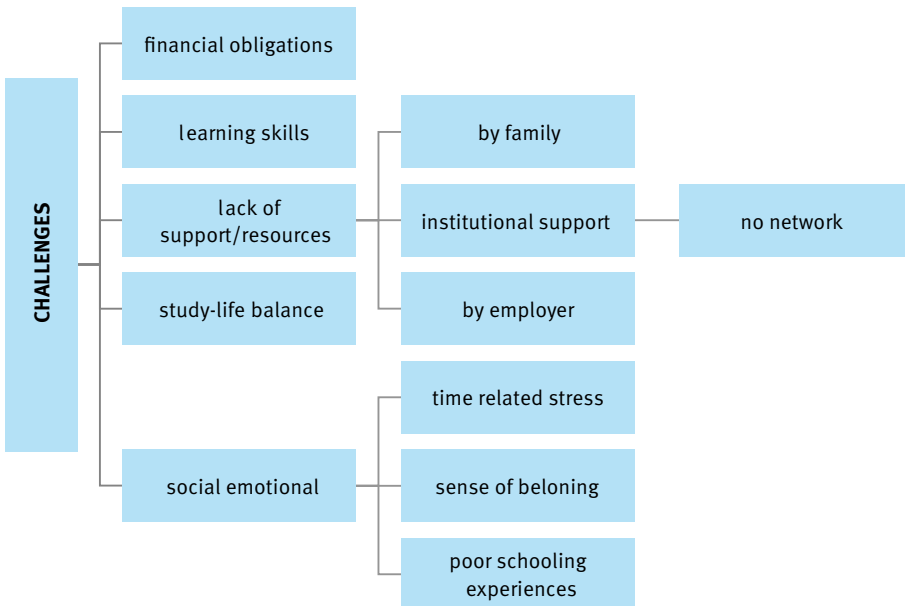 CHALLENGES
financial obligations
learning skills
lack of
support/resources
study-life balance
social emotional
by family
institutional support
by employer
time related stress
sense of beloning
poor schooling
experiences
no network